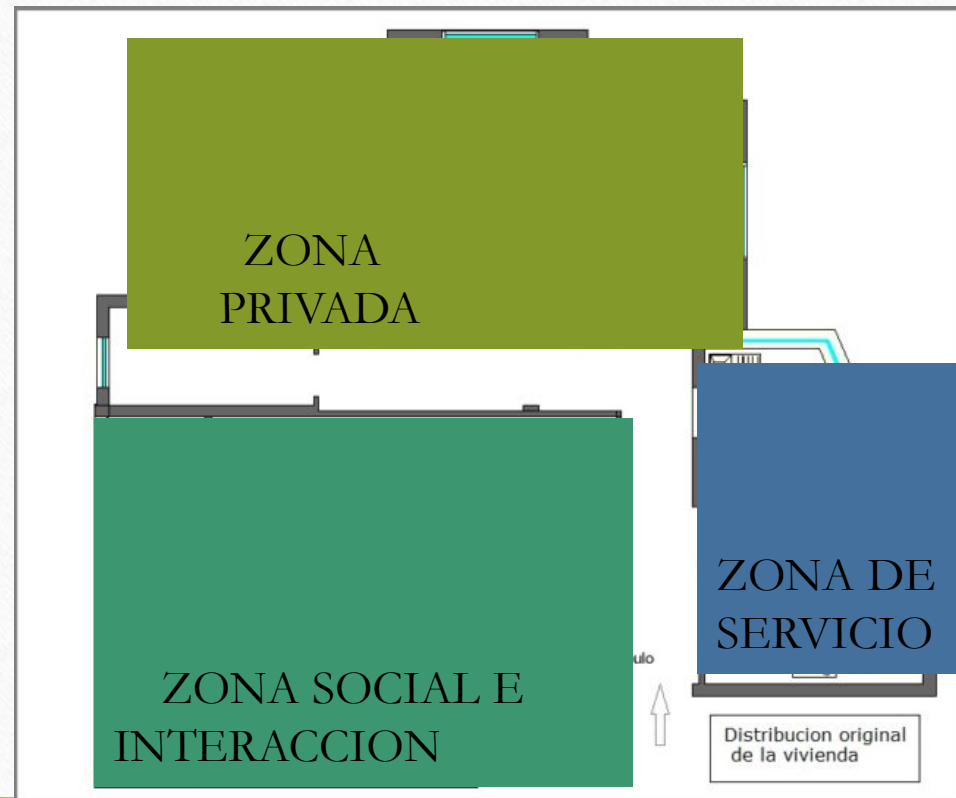 ZONA
PRIVADA
ZONA DE
SERVICIO
ZONA SOCIAL E
INTERACCION
Distribucion original
de la vivienda